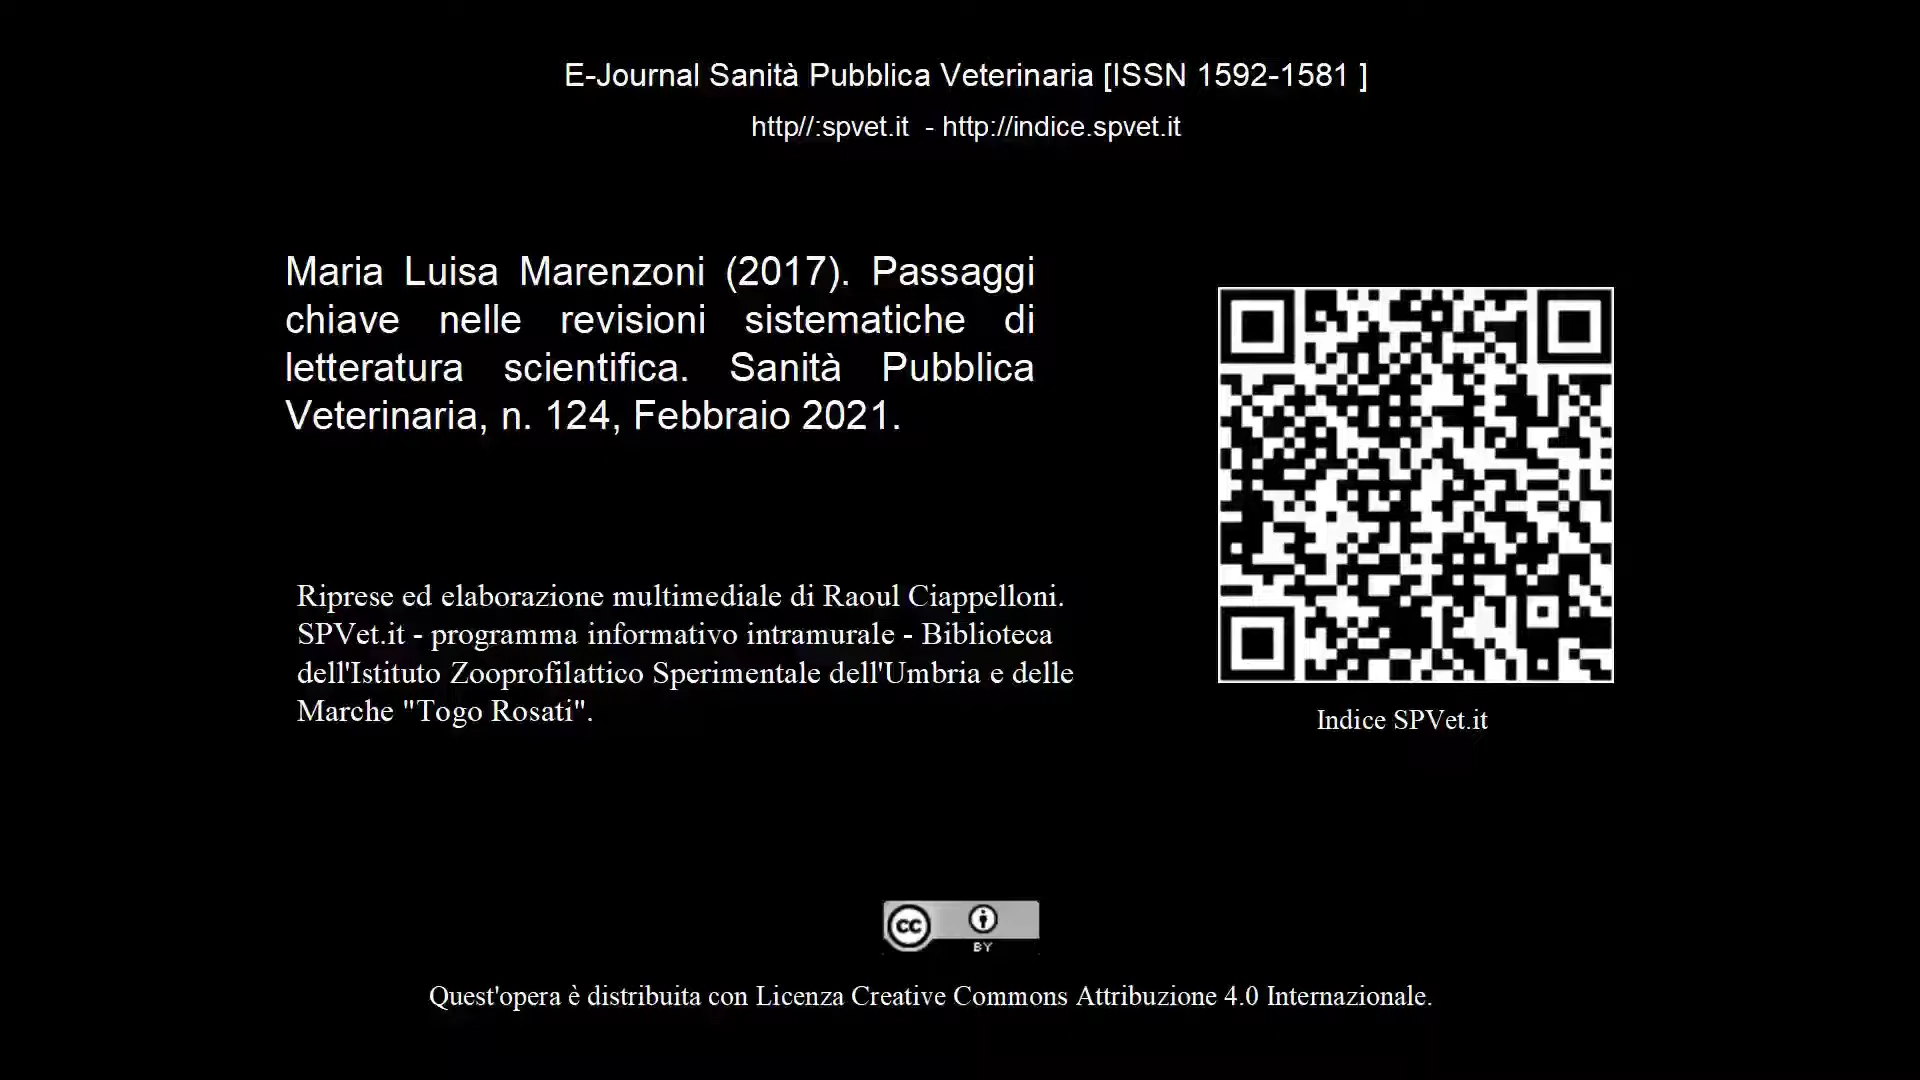 E-Journal Sanità Pubblica Veterinaria [ISSN 1592-1581 ]
http//:spvet.it - http://indice.spvet.it
Maria Luisa Marenzoni (2017). Passaggi
chiave nelle revisioni sistematiche di
letteratura scientifica. Sanità Pubblica
Veterinaria, n. 124, Febbraio 2021.
Riprese ed elaborazione multimediale di Raoul Ciappelloni.
SPVet.it - programma informativo intramurale - Biblioteca
dell'Istituto Zooprofilattico Sperimentale dell'Umbria e delle
Marche "Togo Rosati".
Indice SPVet.it
cc
BY
Quest'opera è distribuita con Licenza Creative Commons Attribuzione 4.0 Internazionale.